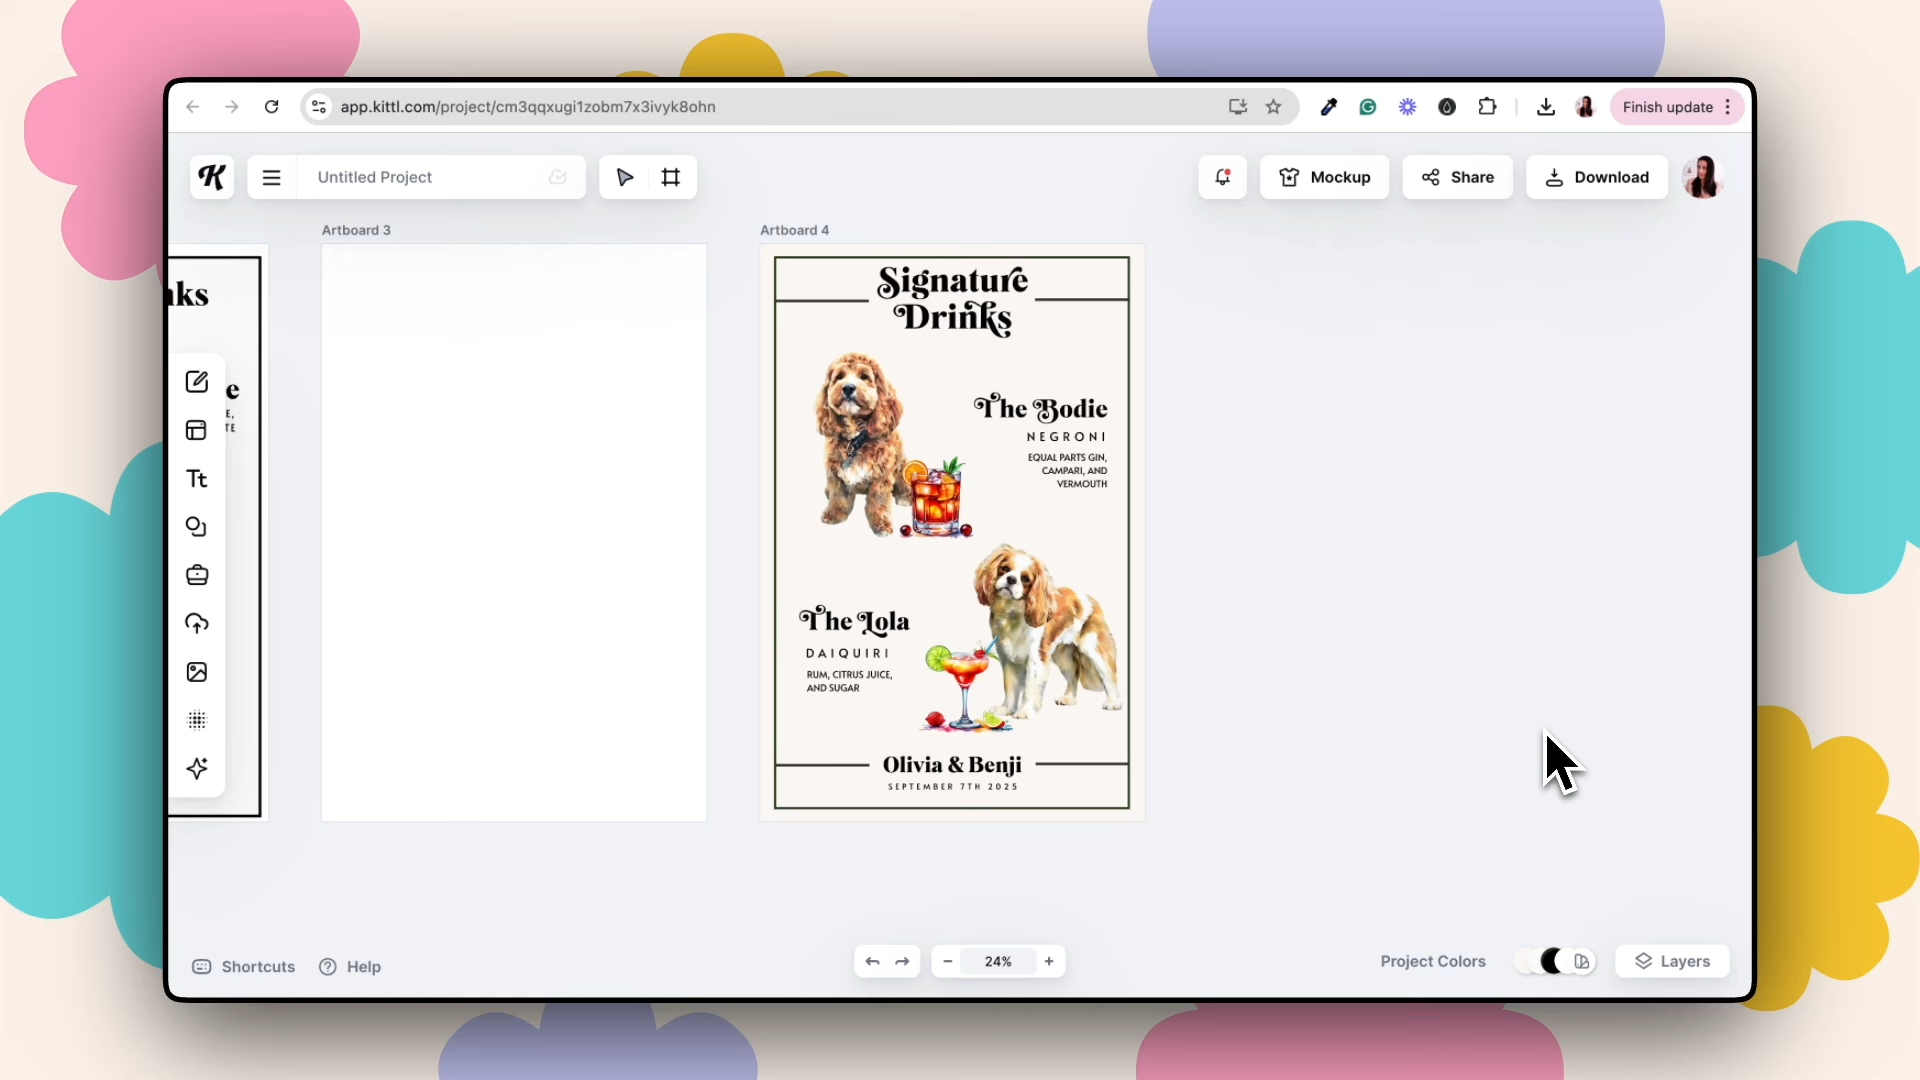 app.kittl.com/project/cm3qqxugi1zobm7x3ivyk8ohn
Finish update
K
Untitled Project
Mockup
Share
Download
Artboard 3
Artboard 4
Signature
Drinks
The Bodie
NEGRONI
EQUAL PARTS GIN,
CAMPARI, AND
VERMOUTH
The Lola
DAIQUIRI
RUM, CITRUS JUICE,
AND SUGAR
Olivia & Benji
SEPTEMBER 7TH 2025
Tt
Shortcuts
Help
24%
Project Colors
Layers